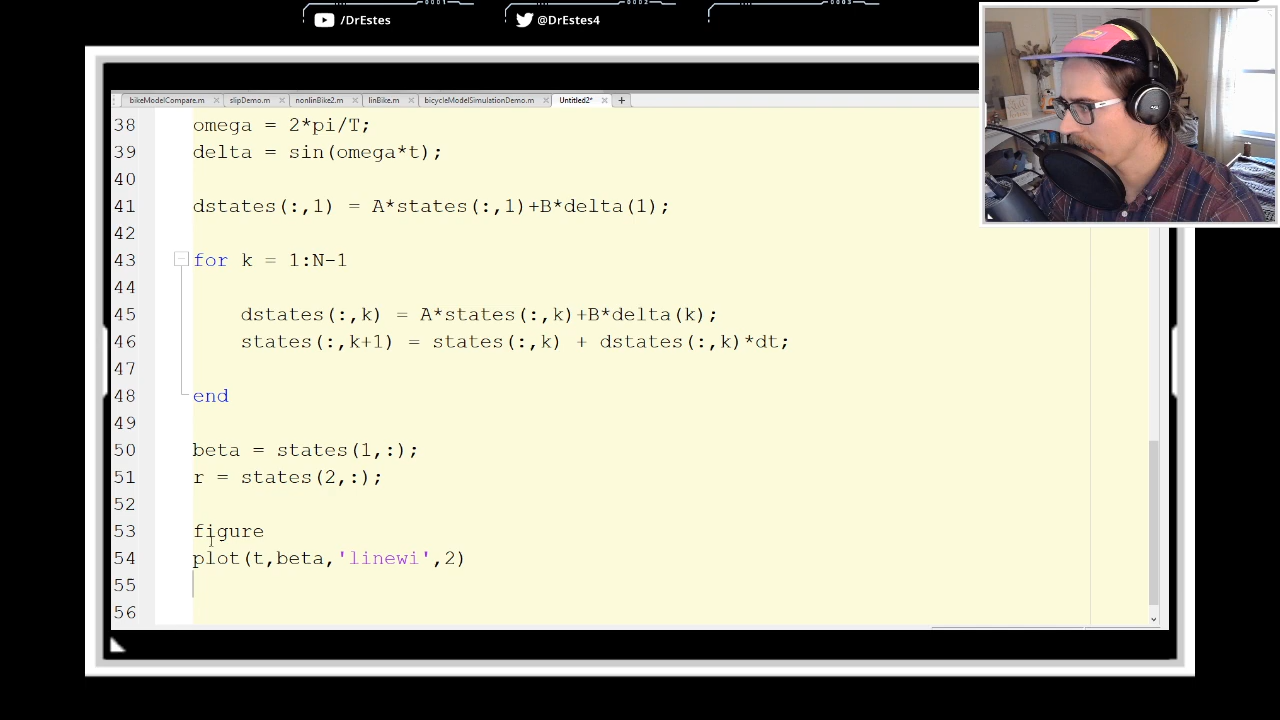 0001
0002
0003
/DrEstes
@DrEstes4
bikeModelCompare.m
slipDemo.m
nonlinBike2.m
linBike.m
bicycleModelSimulationDemo.m
Untitled2*
38 omega = 2*pi/T;
39 delta = sin(omega*t);
40
41 dstates(:,1) = A*states(:,1)+B*delta(1);
42
43 for k = 1:N-1
44
45 dstates(:,k) = A*states(:,k)+B*delta(k);
46 states(:,k+1) = states(:,k) + dstates(:,k)*dt;
47
48 end
49
50 beta = states(1,:);
51 r = states(2,:);
52
53 figure
54 plot(t,beta,'linewi',2)
55
56